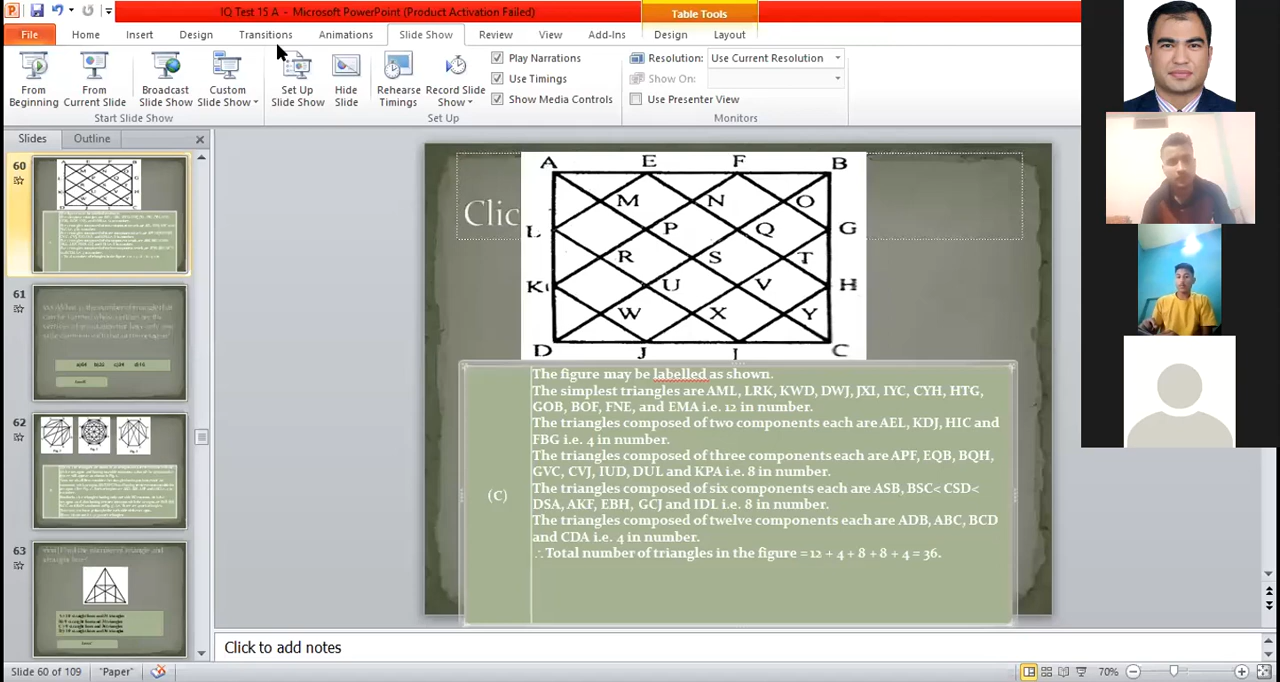 IQ Test 15 A - Microsoft PowerPoint (Product Activation Failed)
Table Tools
File Home Insert Design Transitions Animations Slide Show Review View Add-Ins Design Layout
From Beginning
From Current Slide
Broadcast Slide Show
Custom Slide Show
Set Up Slide Show
Hide Slide
Rehearse Timings
Record Slide Show
Play Narrations
Use Timings
Show Media Controls
Resolution: Use Current Resolution
Show On:
Use Presenter View
Start Slide Show
Set Up
Monitors
Slides Outline
60
61
62
63
Clic
A E F B
M N O
L P Q G
R S T
K U V H
W X Y
D J I C
(C)
The figure may be labelled as shown.
The simplest triangles are AML, LRK, KWD, DWJ, JXI, IYC, CYH, HTG,
GOB, BOF, FNE, and EMA i.e. 12 in number.
The triangles composed of two components each are AEL, KDJ, HIC and
FBG i.e. 4 in number.
The triangles composed of three components each are APF, EQB, BQH,
GVC, CVJ, IUD, DUL and KPA i.e. 8 in number.
The triangles composed of six components each are ASB, BSC< CSD<
DSA, AKF, EBH, GCJ and IDL i.e. 8 in number.
The triangles composed of twelve components each are ADB, ABC, BCD
and CDA i.e. 4 in number.
∴Total number of triangles in the figure = 12 + 4 + 8 + 8 + 4 = 36.
Click to add notes
Slide 60 of 109
"Paper"
70%